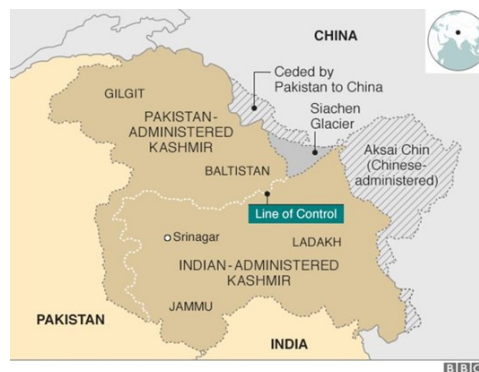 CHINA
Ceded by
Pakistan to China
GILGIT
Siachen
Glacier
PAKISTAN-
ADMINISTERED
KASHMIR
Aksai Chin
(Chinese-
administered)
BALTISTAN
Line of Control
Srinagar
LADAKH
INDIAN-ADMINISTERED
KASHMIR
JAMMU
PAKISTAN
INDIA
BBC